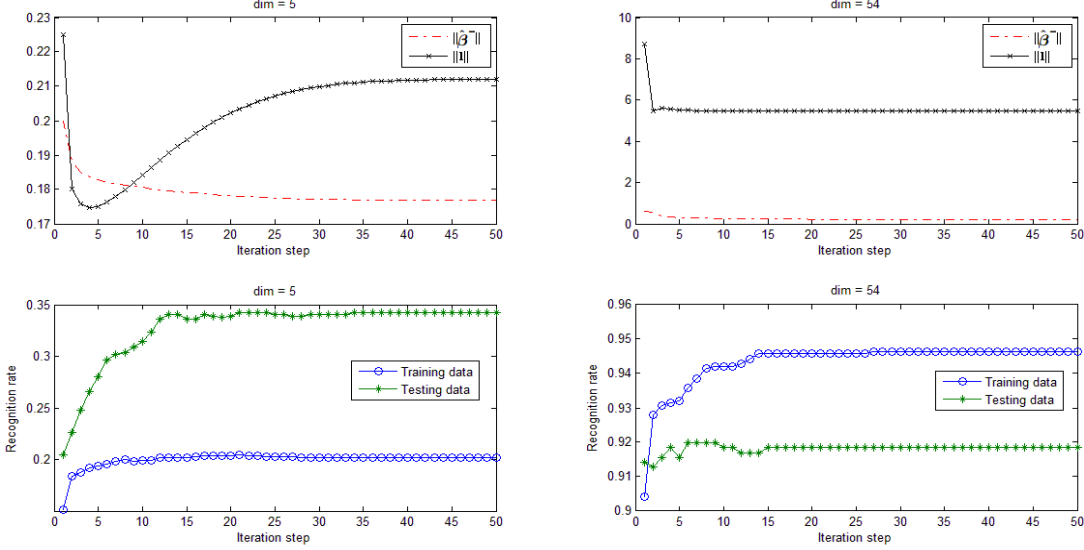 dim = 5
0.23
0.22
0.21
0.2
0.19
0.18
0.17
0 5 10 15 20 25 30 35 40 45 50
Iteration step
||β̂⁻||
||1||
dim = 54
10
8
6
4
2
0
0 5 10 15 20 25 30 35 40 45 50
Iteration step
||β̂⁻||
||1||
dim = 5
Recognition rate
0.35
0.3
0.25
0.2
0 5 10 15 20 25 30 35 40 45 50
Iteration step
Training data
Testing data
dim = 54
Recognition rate
0.96
0.95
0.94
0.93
0.92
0.91
0.9
0 5 10 15 20 25 30 35 40 45 50
Iteration step
Training data
Testing data